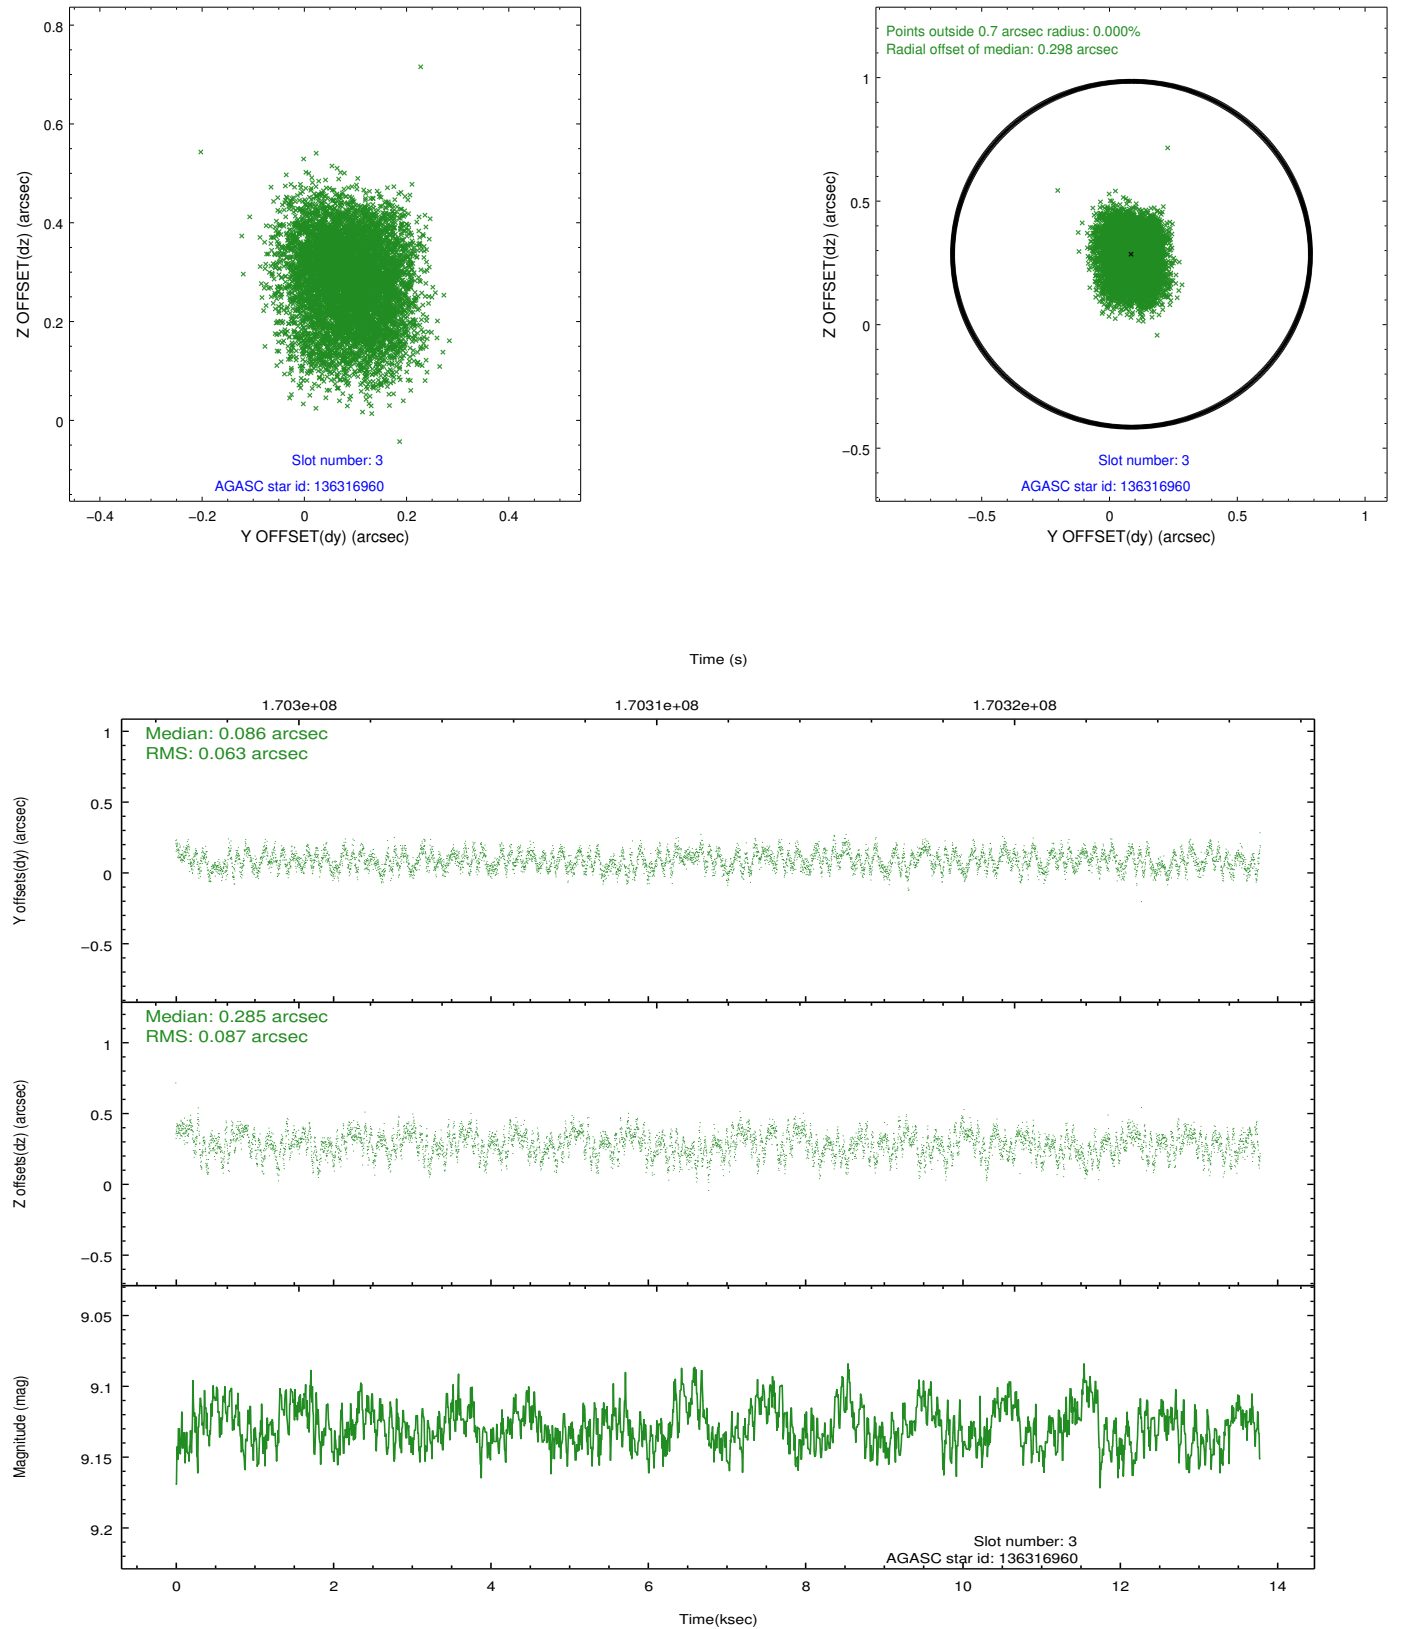 0.8
0.6
0.4
0.2
0
−0.4
−0.2
0
0.2
0.4
Z OFFSET(dz) (arcsec)
Y OFFSET(dy) (arcsec)
Slot number: 3
AGASC star id: 136316960
Points outside 0.7 arcsec radius: 0.000%
Radial offset of median: 0.298 arcsec
1
0.5
0
−0.5
−0.5
0
0.5
1
Z OFFSET(dz) (arcsec)
Y OFFSET(dy) (arcsec)
Slot number: 3
AGASC star id: 136316960
Time (s)
1.703e+08
1.7031e+08
1.7032e+08
Median: 0.086 arcsec
RMS: 0.063 arcsec
1
0.5
0
−0.5
Y offsets(dy) (arcsec)
Median: 0.285 arcsec
RMS: 0.087 arcsec
1
0.5
0
−0.5
Z offsets(dz) (arcsec)
9.05
9.1
9.15
9.2
Magnitude (mag)
Slot number: 3
AGASC star id: 136316960
0
2
4
6
8
10
12
14
Time(ksec)